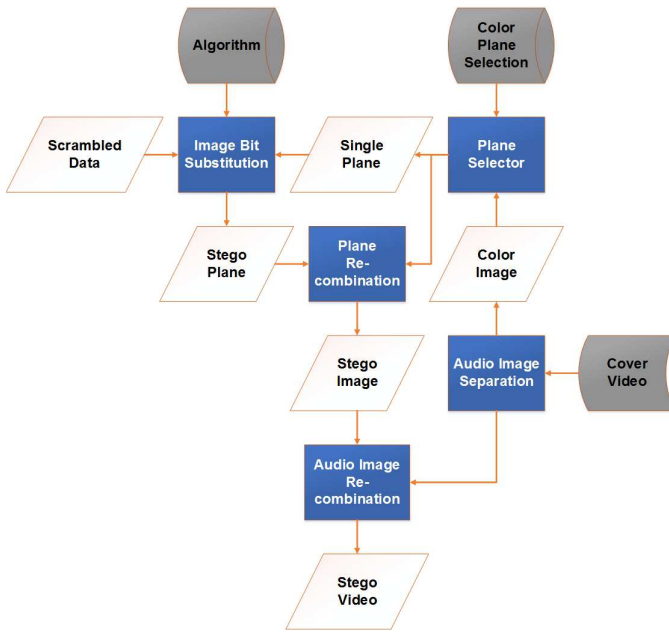 Algorithm
Color
Plane
Selection
Scrambled
Data
Image Bit
Substitution
Single
Plane
Plane
Selector
Stego
Plane
Plane
Re-
combination
Color
Image
Stego
Image
Audio Image
Separation
Cover
Video
Audio Image
Re-
combination
Stego
Video